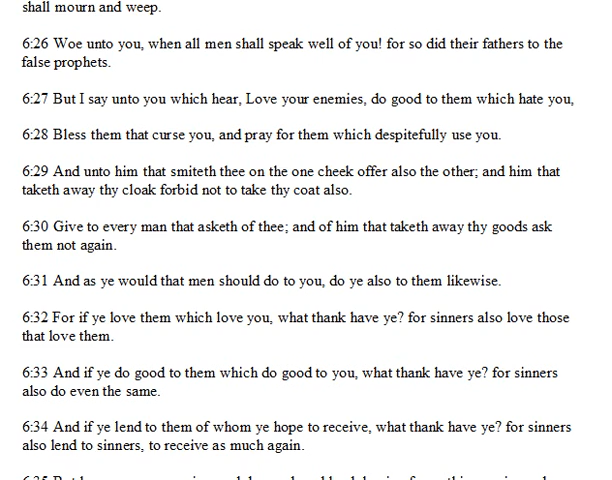 shall mourn and weep.
6:26 Woe unto you, when all men shall speak well of you! for so did their fathers to the
false prophets.
6:27 But I say unto you which hear, Love your enemies, do good to them which hate you,
6:28 Bless them that curse you, and pray for them which despitefully use you.
6:29 And unto him that smiteth thee on the one cheek offer also the other; and him that
taketh away thy cloak forbid not to take thy coat also.
6:30 Give to every man that asketh of thee; and of him that taketh away thy goods ask
them not again.
6:31 And as ye would that men should do to you, do ye also to them likewise.
6:32 For if ye love them which love you, what thank have ye? for sinners also love those
that love them.
6:33 And if ye do good to them which do good to you, what thank have ye? for sinners
also do even the same.
6:34 And if ye lend to them of whom ye hope to receive, what thank have ye? for sinners
also lend to sinners, to receive as much again.